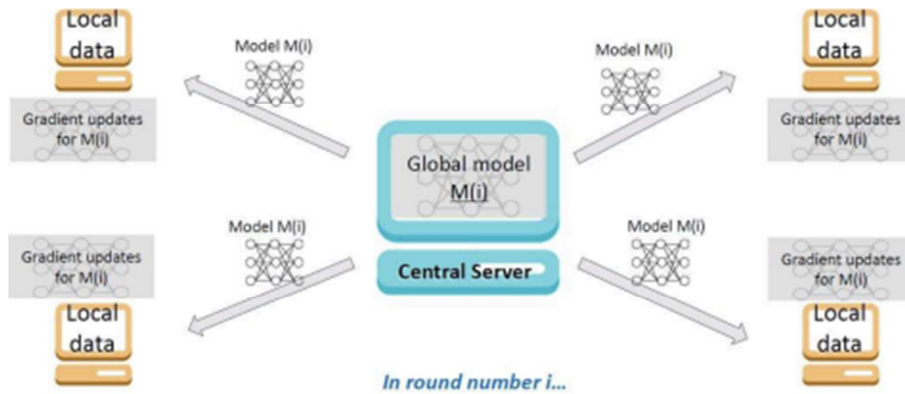 Local
data
Gradient updates
for M(i)
Model M(i)
Model M(i)
Local
data
Gradient updates
for M(i)
Global model
M(i)
Central Server
Gradient updates
for M(i)
Local
data
Model M(i)
Model M(i)
Gradient updates
for M(i)
Local
data
In round number i...